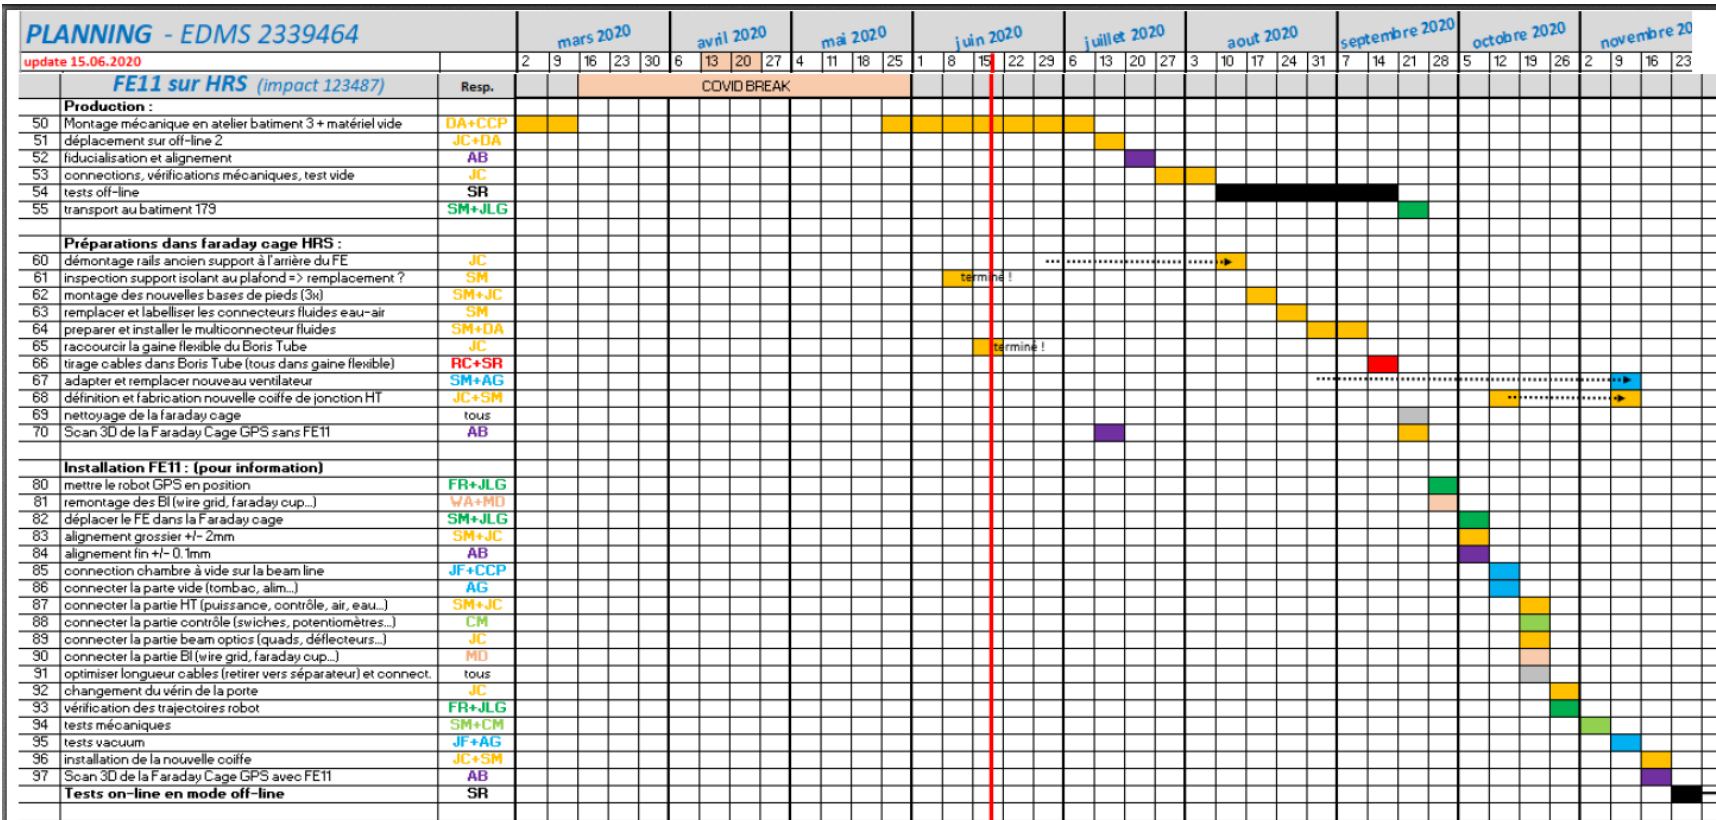 PLANNING - EDMS 2339464
mars 2020 avril 2020 mai 2020 juin 2020 juillet 2020 aout 2020 septembre 2020 octobre 2020 novembre 20
update 15.06.2020 2 9 16 23 30 6 13 20 27 4 11 18 25 1 8 15 22 29 6 13 20 27 3 10 17 24 31 7 14 21 28 5 12 19 26 2 9 16 23
FE11 sur HRS (impact 123487) Resp. COVID BREAK
Production :
50 Montage mécanique en atelier batiment 3 + matériel vide DA+CCP
51 déplacement sur off-line 2 JC+DA
52 fiducialisation et alignement AB
53 connections, vérifications mécaniques, test vide JC
54 tests off-line SR
55 transport au batiment 179 SM+JLG
Préparations dans faraday cage HRS :
60 démontage rails ancien support à l'arrière du FE JC
61 inspection support isolant au plafond => remplacement ? SM terminé !
62 montage des nouvelles bases de pieds (3x) SM+JC
63 remplacer et labelliser les connecteurs fluides eau-air SM
64 preparer et installer le multiconnecteur fluides SM+DA
65 raccourcir la gaine flexible du Boris Tube JC terminé !
66 tirage cables dans Boris Tube (tous dans gaine flexible) RC+SR
67 adapter et remplacer nouveau ventilateur SM+AG
68 définition et fabrication nouvelle coiffe de jonction HT JC+SM
69 nettoyage de la faraday cage tous
70 Scan 3D de la Faraday Cage GPS sans FE11 AB
Installation FE11 : (pour information)
80 mettre le robot GPS en position FR+JLG
81 remontage des BI (wire grid, faraday cup...) WA+MD
82 déplacer le FE dans la Faraday cage SM+JLG
83 alignement grossier +/- 2mm SM+JC
84 alignement fin +/- 0.1mm AB
85 connection chambre à vide sur la beam line JF+CCP
86 connecter la parte vide (tombac, alim...) AG
87 connecter la partie HT (puissance, contrôle, air, eau...) SM+JC
88 connecter la partie contrôle (swiches, potentiomètres...) CM
89 connecter la partie beam optics (quads, déflecteurs...) JC
90 connecter la partie BI (wire grid, faraday cup...) MD
91 optimiser longueur cables (retirer vers séparateur) et connect. tous
92 changement du vérin de la porte JC
93 vérification des trajectoires robot FR+JLG
94 tests mécaniques SM+CM
95 tests vacuum JF+AG
96 installation de la nouvelle coiffe JC+SM
97 Scan 3D de la Faraday Cage GPS avec FE11 AB
Tests on-line en mode off-line SR